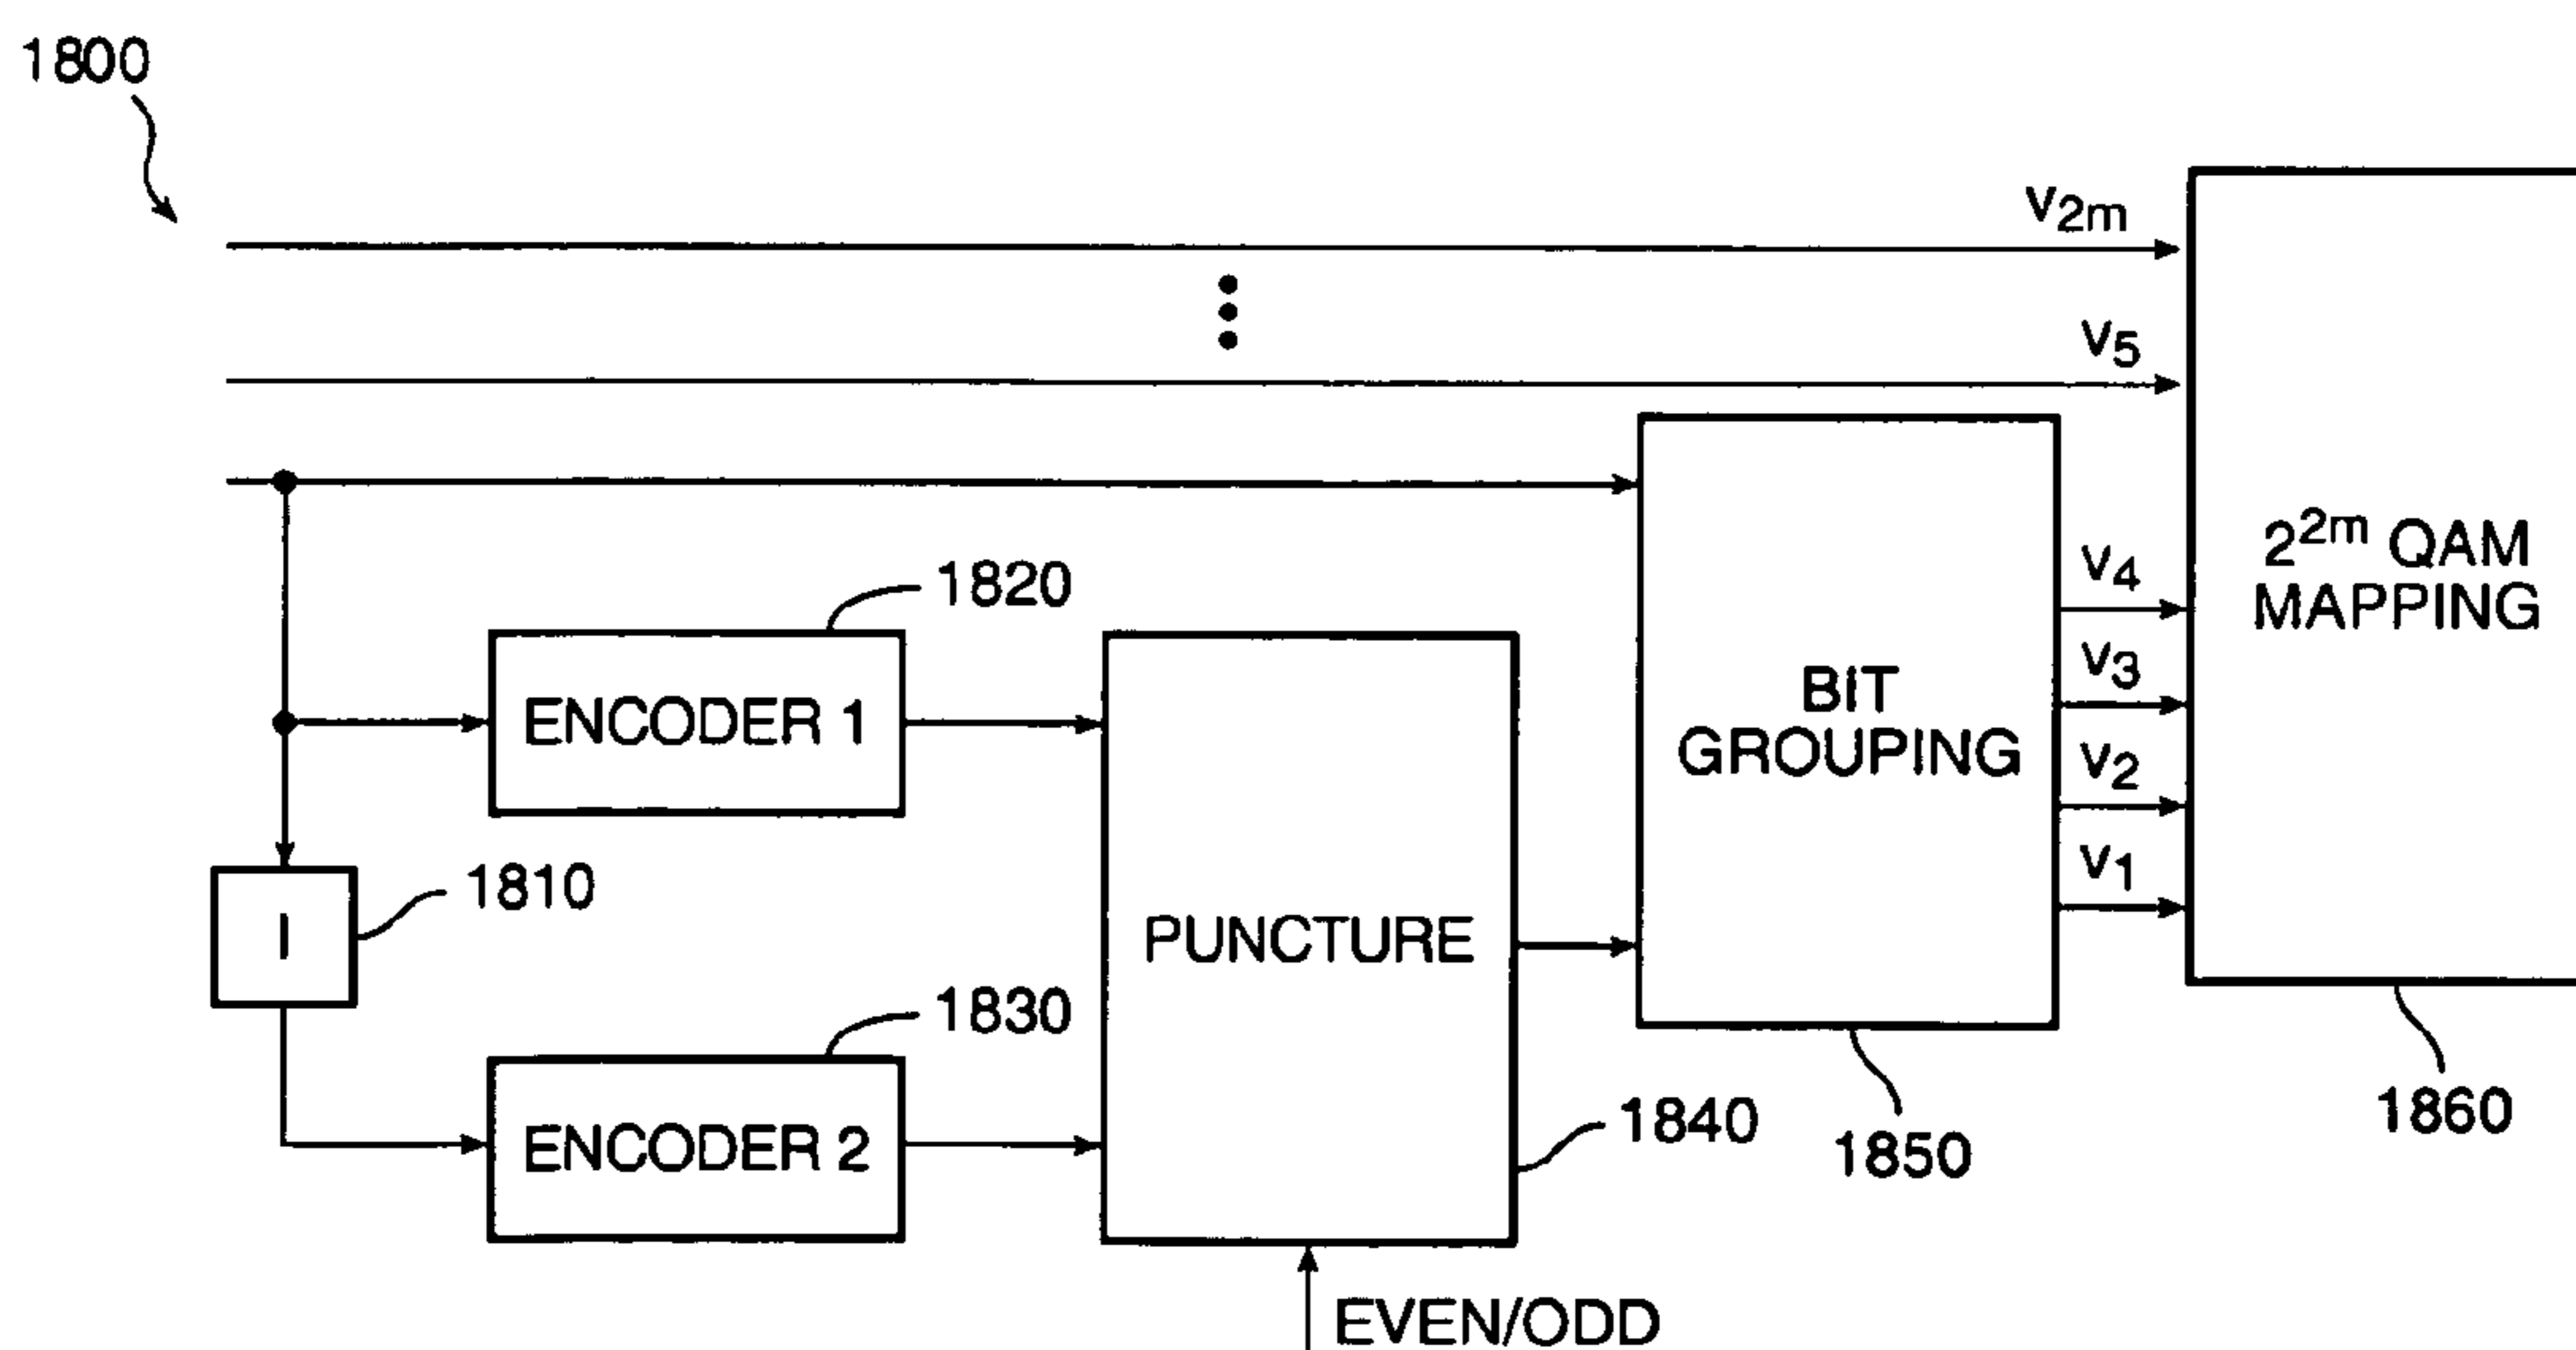 1800
v2m
v5
2^2m QAM
MAPPING
v4
1820
BIT
GROUPING
v3
ENCODER 1
v2
v1
1810
I
PUNCTURE
1830
1860
1840
1850
ENCODER 2
EVEN/ODD